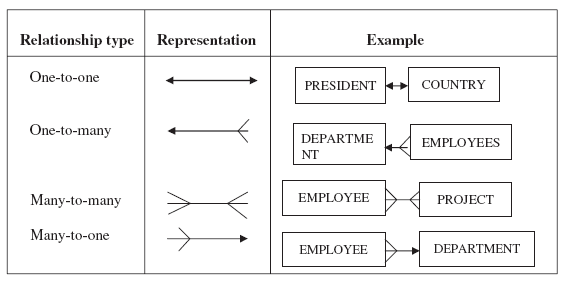 Relationship type Representation Example
One-to-one PRESIDENT COUNTRY
One-to-many DEPARTME
NT EMPLOYEES
Many-to-many EMPLOYEE PROJECT
Many-to-one EMPLOYEE DEPARTMENT